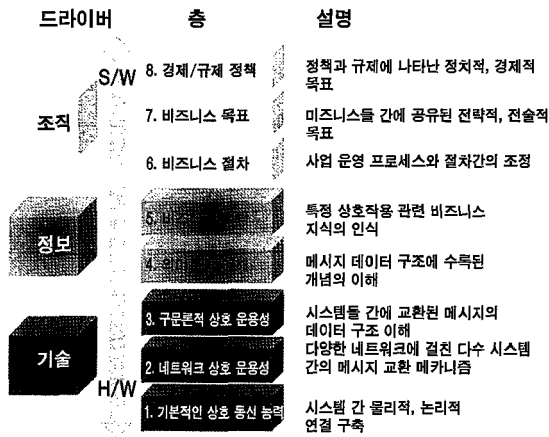 드라이버 층 설명
S/W
조직
정보
기술
H/W
8. 경제/규제 정책
정책과 규제에 나타난 정치적, 경제적
목표
7. 비즈니스 목표
미즈니스들 간에 공유된 전략적, 전술적
목표
6. 비즈니스 절차
사업 운영 프로세스와 절차간의 조정
5.
특정 상호작용 관련 비즈니스
지식의 인식
4.
메시지 데이터 구조에 수록된
개념의 이해
3. 구문론적 상호 운용성
시스템들 간에 교환된 메시지의
데이터 구조 이해
2. 네트워크 상호 운용성
다양한 네트워크에 걸친 다수 시스템
간의 메시지 교환 메카니즘
1. 기본적인 상호 통신 능력
시스템 간 물리적, 논리적
연결 구축